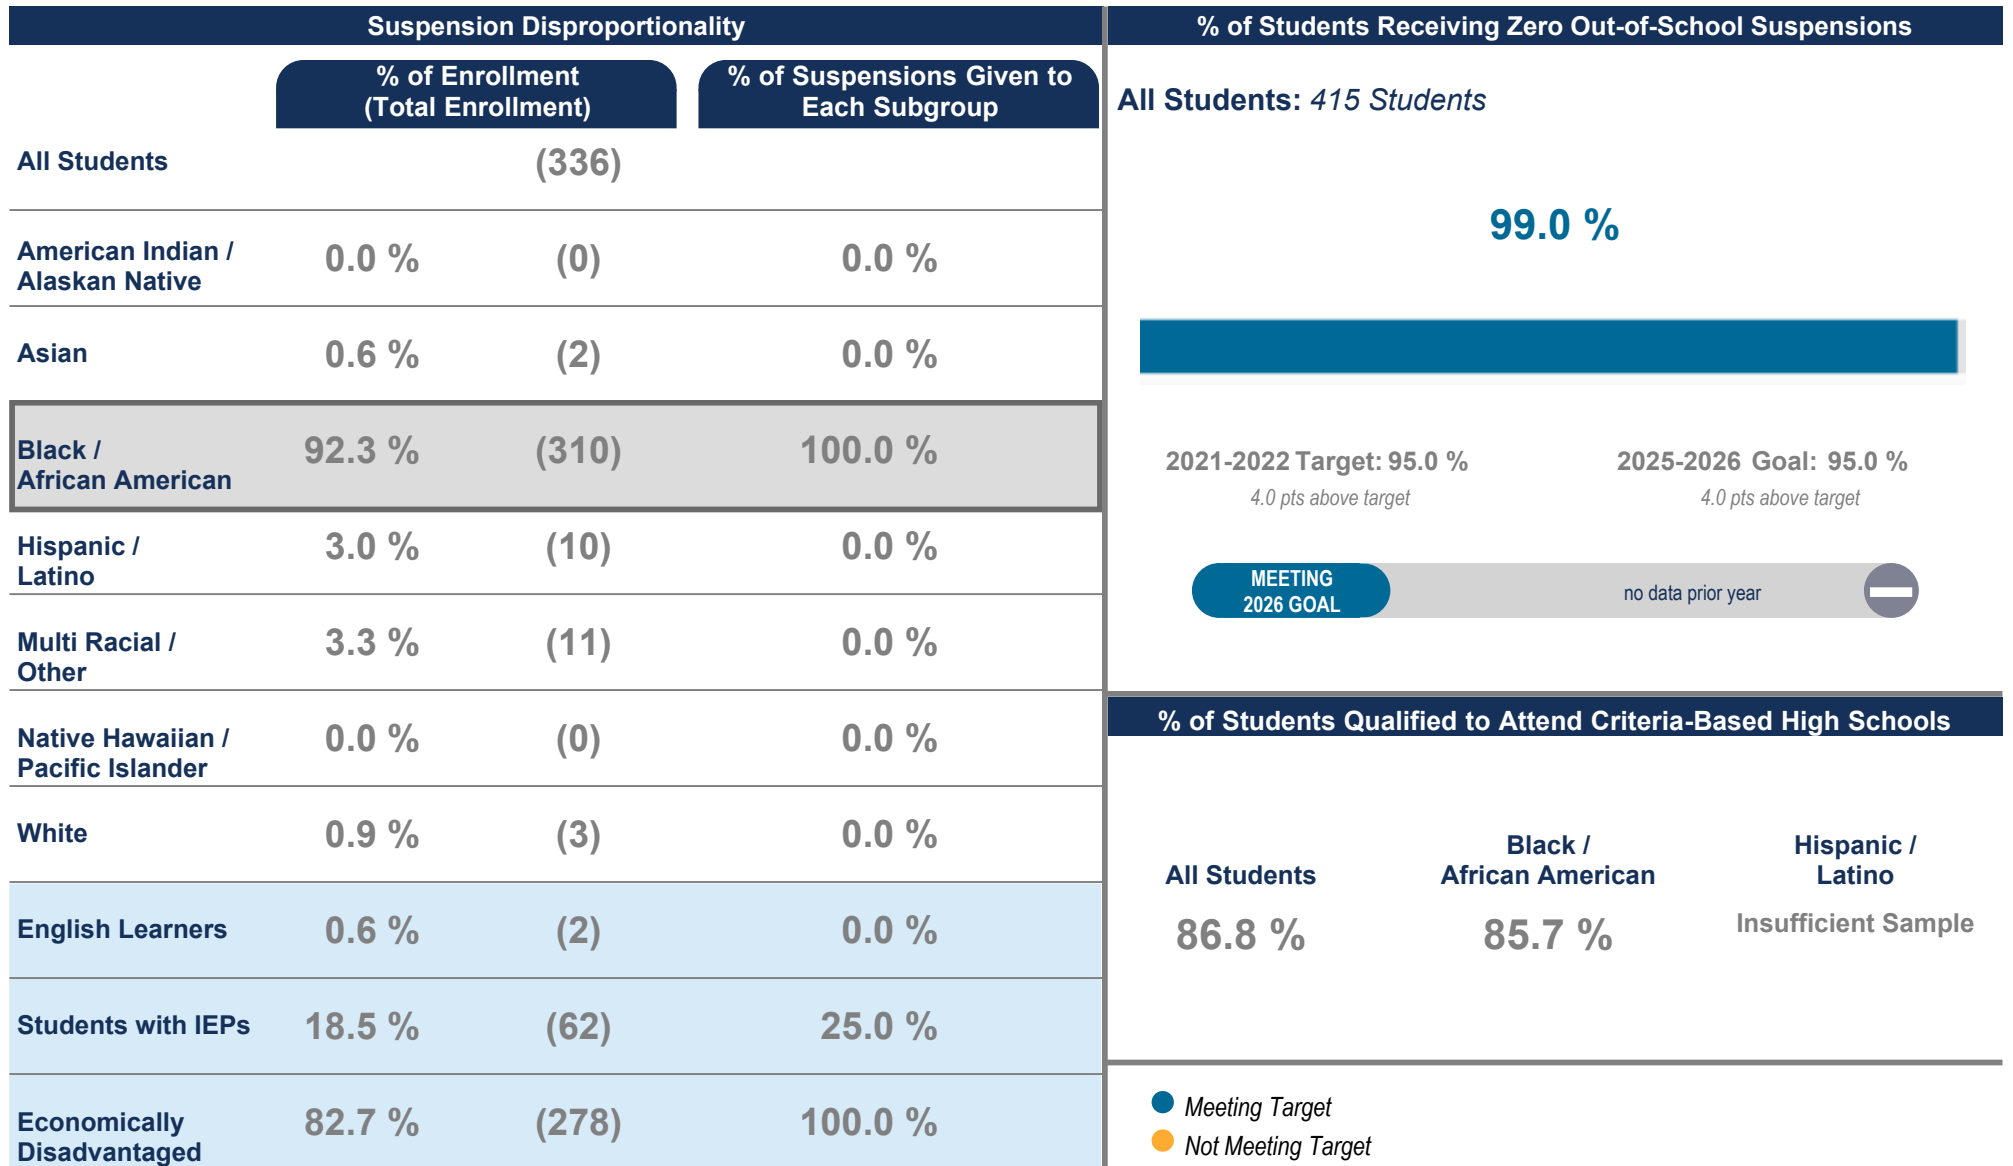 Suspension Disproportionality
% of Enrollment
(Total Enrollment)
% of Suspensions Given to
Each Subgroup
All Students
(336)
American Indian /
Alaskan Native
0.0 % (0) 0.0 %
Asian 0.6 % (2) 0.0 %
Black /
African American
92.3 % (310) 100.0 %
Hispanic /
Latino
3.0 % (10) 0.0 %
Multi Racial /
Other
3.3 % (11) 0.0 %
Native Hawaiian /
Pacific Islander
0.0 % (0) 0.0 %
White 0.9 % (3) 0.0 %
English Learners 0.6 % (2) 0.0 %
Students with IEPs 18.5 % (62) 25.0 %
Economically
Disadvantaged
82.7 % (278) 100.0 %
% of Students Receiving Zero Out-of-School Suspensions
All Students: 415 Students
99.0 %
2021-2022 Target: 95.0 %
4.0 pts above target
2025-2026 Goal: 95.0 %
4.0 pts above target
MEETING
2026 GOAL
no data prior year
% of Students Qualified to Attend Criteria-Based High Schools
All Students
86.8 %
Black /
African American
85.7 %
Hispanic /
Latino
Insufficient Sample
Meeting Target
Not Meeting Target